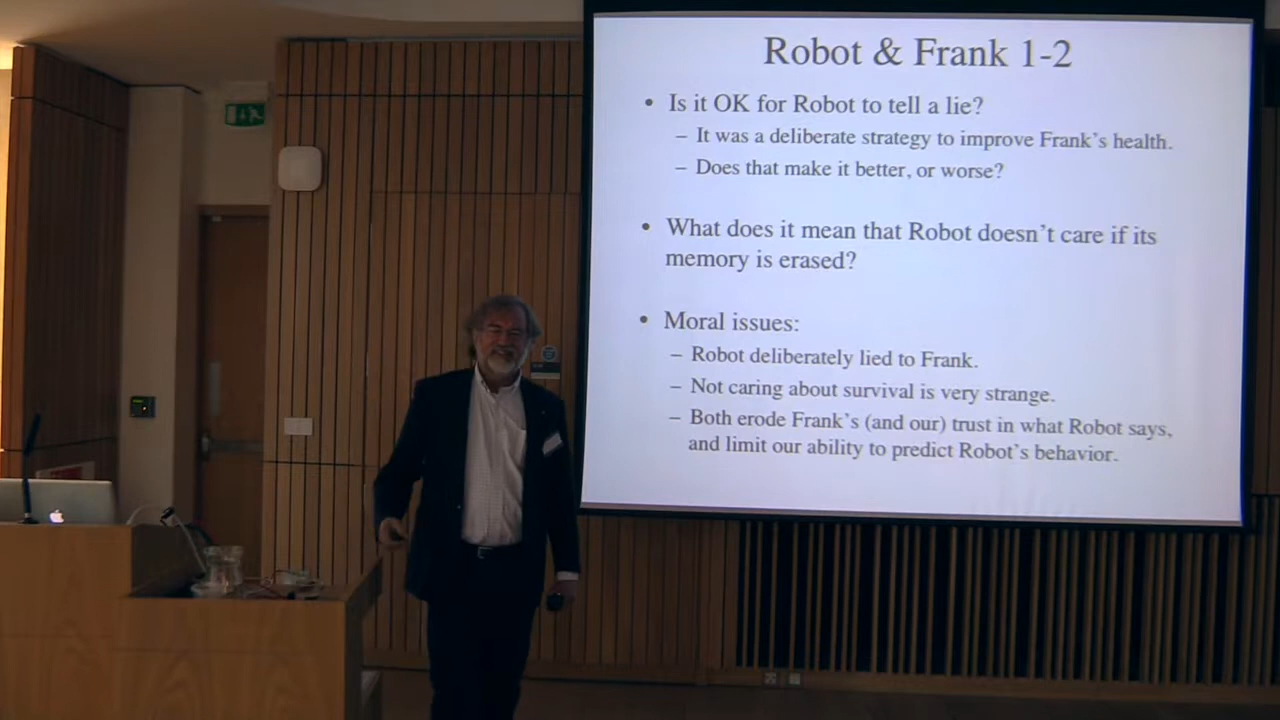 Robot & Frank 1-2
• Is it OK for Robot to tell a lie?
– It was a deliberate strategy to improve Frank's health.
– Does that make it better, or worse?
• What does it mean that Robot doesn't care if its
memory is erased?
• Moral issues:
– Robot deliberately lied to Frank.
– Not caring about survival is very strange.
– Both erode Frank's (and our) trust in what Robot says,
and limit our ability to predict Robot's behavior.